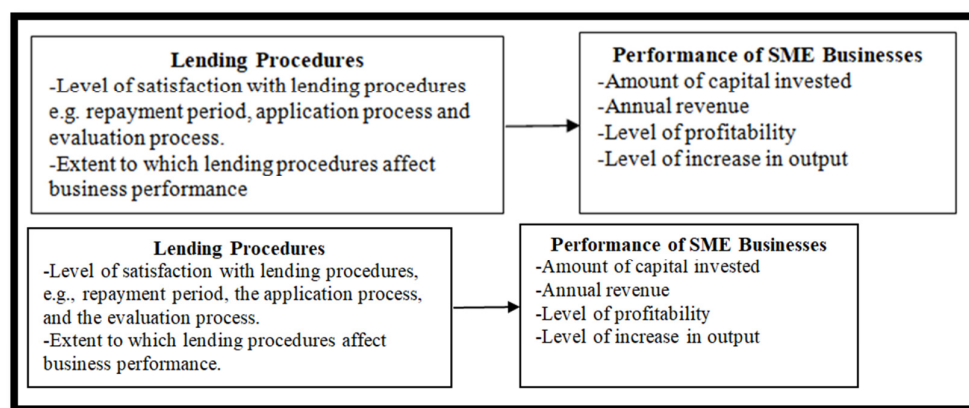 Lending Procedures
-Level of satisfaction with lending procedures
e.g. repayment period, application process and
evaluation process.
-Extent to which lending procedures affect
business performance
Performance of SME Businesses
-Amount of capital invested
-Annual revenue
-Level of profitability
-Level of increase in output
Lending Procedures
-Level of satisfaction with lending procedures,
e.g., repayment period, the application process,
and the evaluation process.
-Extent to which lending procedures affect
business performance.
Performance of SME Businesses
-Amount of capital invested
-Annual revenue
-Level of profitability
-Level of increase in output